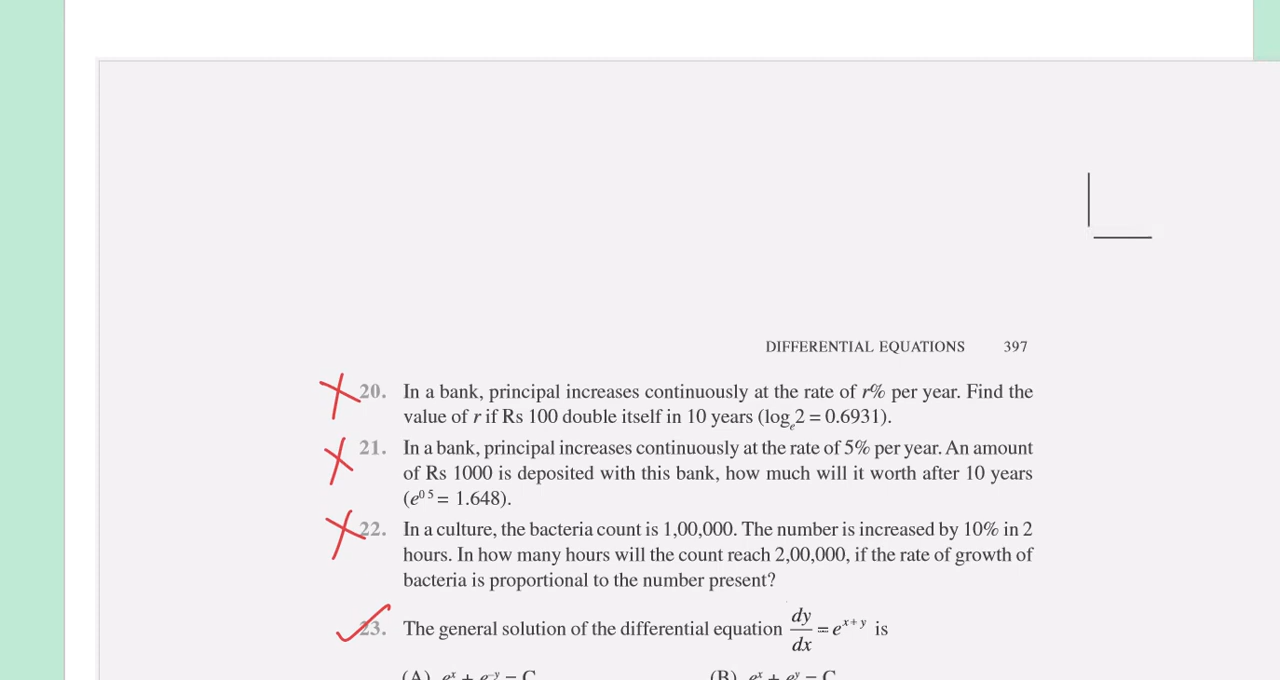 DIFFERENTIAL EQUATIONS 397
20. In a bank, principal increases continuously at the rate of r% per year. Find the
value of r if Rs 100 double itself in 10 years (logₑ2 = 0.6931).
21. In a bank, principal increases continuously at the rate of 5% per year. An amount
of Rs 1000 is deposited with this bank, how much will it worth after 10 years
(e⁰ ⁵ = 1.648).
22. In a culture, the bacteria count is 1,00,000. The number is increased by 10% in 2
hours. In how many hours will the count reach 2,00,000, if the rate of growth of
bacteria is proportional to the number present?
23. The general solution of the differential equation dy/dx = eˣ⁺ʸ is
(A) eˣ + e⁻ʸ = C (B) eˣ + eʸ = C